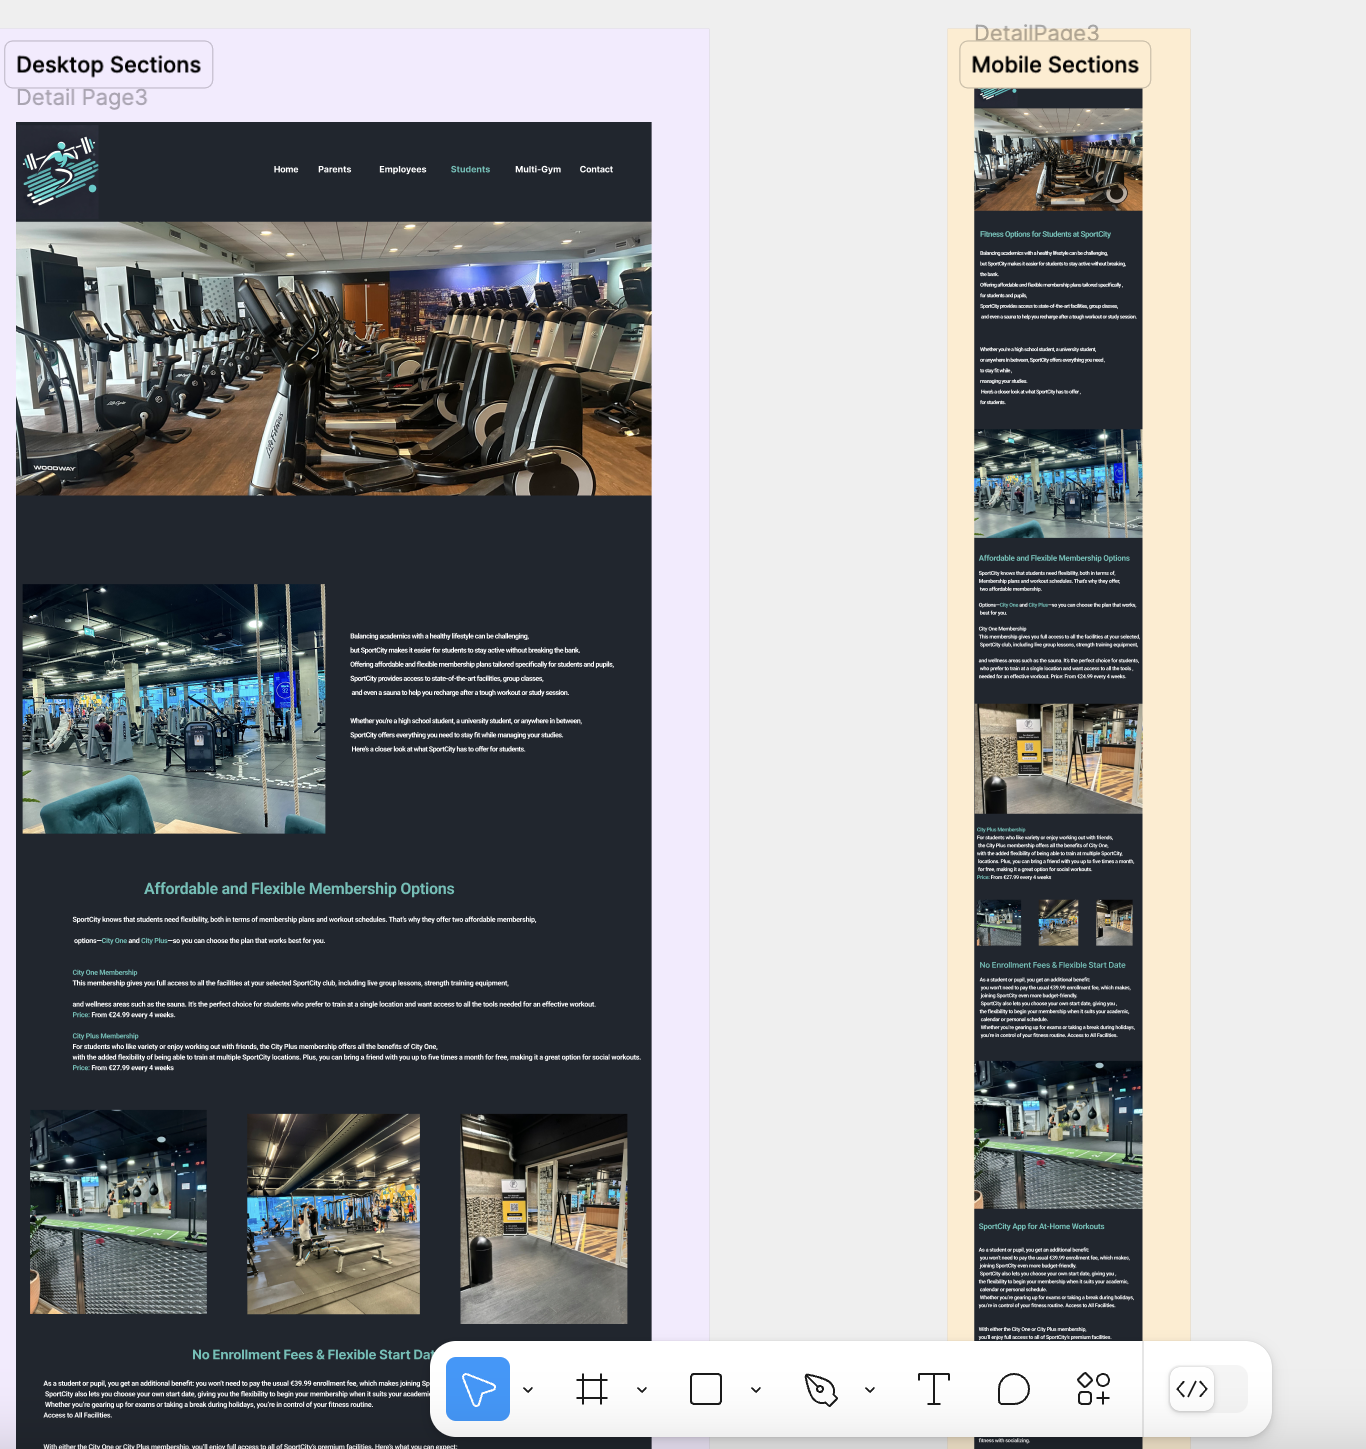 Desktop Sections
Detail Page3
Home Parents Employees Students Multi-Gym Contact
WOODWAY
Life Fitness
Balancing academics with a healthy lifestyle can be challenging,
but SportCity makes it easier for students to stay active without breaking the bank.
Offering affordable and flexible membership plans tailored specifically for students and pupils,
SportCity provides access to state-of-the-art facilities, group classes,
and even a sauna to help you recharge after a tough workout or study session.
Whether you're a high school student, a university student, or anywhere in between,
SportCity offers everything you need to stay fit while managing your studies.
Here's a closer look at what SportCity has to offer for students.
Affordable and Flexible Membership Options
SportCity knows that students need flexibility, both in terms of membership plans and workout schedules. That's why they offer two affordable membership,
options—City One and City Plus—so you can choose the plan that works best for you.
City One Membership
This membership gives you full access to all the facilities at your selected SportCity club, including live group lessons, strength training equipment,
and wellness areas such as the sauna. It's the perfect choice for students who prefer to train at a single location and want access to all the tools needed for an effective workout.
Price: From €24.99 every 4 weeks.
City Plus Membership
For students who like variety or enjoy working out with friends, the City Plus membership offers all the benefits of City One,
with the added flexibility of being able to train at multiple SportCity locations. Plus, you can bring a friend with you up to five times a month for free, making it a great option for social workouts.
Price: From €27.99 every 4 weeks
No Enrollment Fees & Flexible Start Dat
As a student or pupil, you get an additional benefit: you won't need to pay the usual €39.99 enrollment fee, which makes joining Sp
SportCity also lets you choose your own start date, giving you the flexibility to begin your membership when it suits your academic
Whether you're gearing up for exams or taking a break during holidays, you're in control of your fitness routine.
Access to All Facilities.
With either the City One or City Plus membership, you'll enjoy full access to all of SportCity's premium facilities. Here's what you can expect:
DetailPage3
Mobile Sections
Fitness Options for Students at SportCity
Balancing academics with a healthy lifestyle can be challenging,
but SportCity makes it easier for students to stay active without breaking,
the bank.
Offering affordable and flexible membership plans tailored specifically ,
for students and pupils,
SportCity provides access to state-of-the-art facilities, group classes,
and even a sauna to help you recharge after a tough workout or study session.
Whether you're a high school student, a university student,
or anywhere in between, SportCity offers everything you need ,
to stay fit while ,
managing your studies.
Here's a closer look at what SportCity has to offer ,
for students.
Affordable and Flexible Membership Options
SportCity knows that students need flexibility, both in terms of,
Membership plans and workout schedules. That's why they offer,
two affordable membership.
Options—City One and City Plus—so you can choose the plan that works,
best for you.
City One Membership
This membership gives you full access to all the facilities at your selected,
SportCity club, including live group lessons, strength training equipment,
and wellness areas such as the sauna. It's the perfect choice for students,
who prefer to train at a single location and want access to all the tools ,
needed for an effective workout. Price: From €24.99 every 4 weeks.
City Plus Membership
For students who like variety or enjoy working out with friends,
the City Plus membership offers all the benefits of City One,
with the added flexibility of being able to train at multiple SportCity,
locations. Plus, you can bring a friend with you up to five times a month,
for free, making it a great option for social workouts.
Price: From €27.99 every 4 weeks
No Enrollment Fees & Flexible Start Date
As a student or pupil, you get an additional benefit:
you won't need to pay the usual €39.99 enrollment fee, which makes,
joining SportCity even more budget-friendly.
SportCity also lets you choose your own start date, giving you ,
the flexibility to begin your membership when it suits your academic,
calendar or personal schedule.
Whether you're gearing up for exams or taking a break during holidays,
you're in control of your fitness routine. Access to All Facilities.
SportCity App for At-Home Workouts
As a student or pupil, you get an additional benefit:
you won't need to pay the usual €39.99 enrollment fee, which makes,
joining SportCity even more budget-friendly.
SportCity also lets you choose your own start date, giving you ,
the flexibility to begin your membership when it suits your academic,
calendar or personal schedule.
Whether you're gearing up for exams or taking a break during holidays,
you're in control of your fitness routine. Access to All Facilities.
With either the City One or City Plus membership,
you'll enjoy full access to all of SportCity's premium facilities.
fitness with socializing.